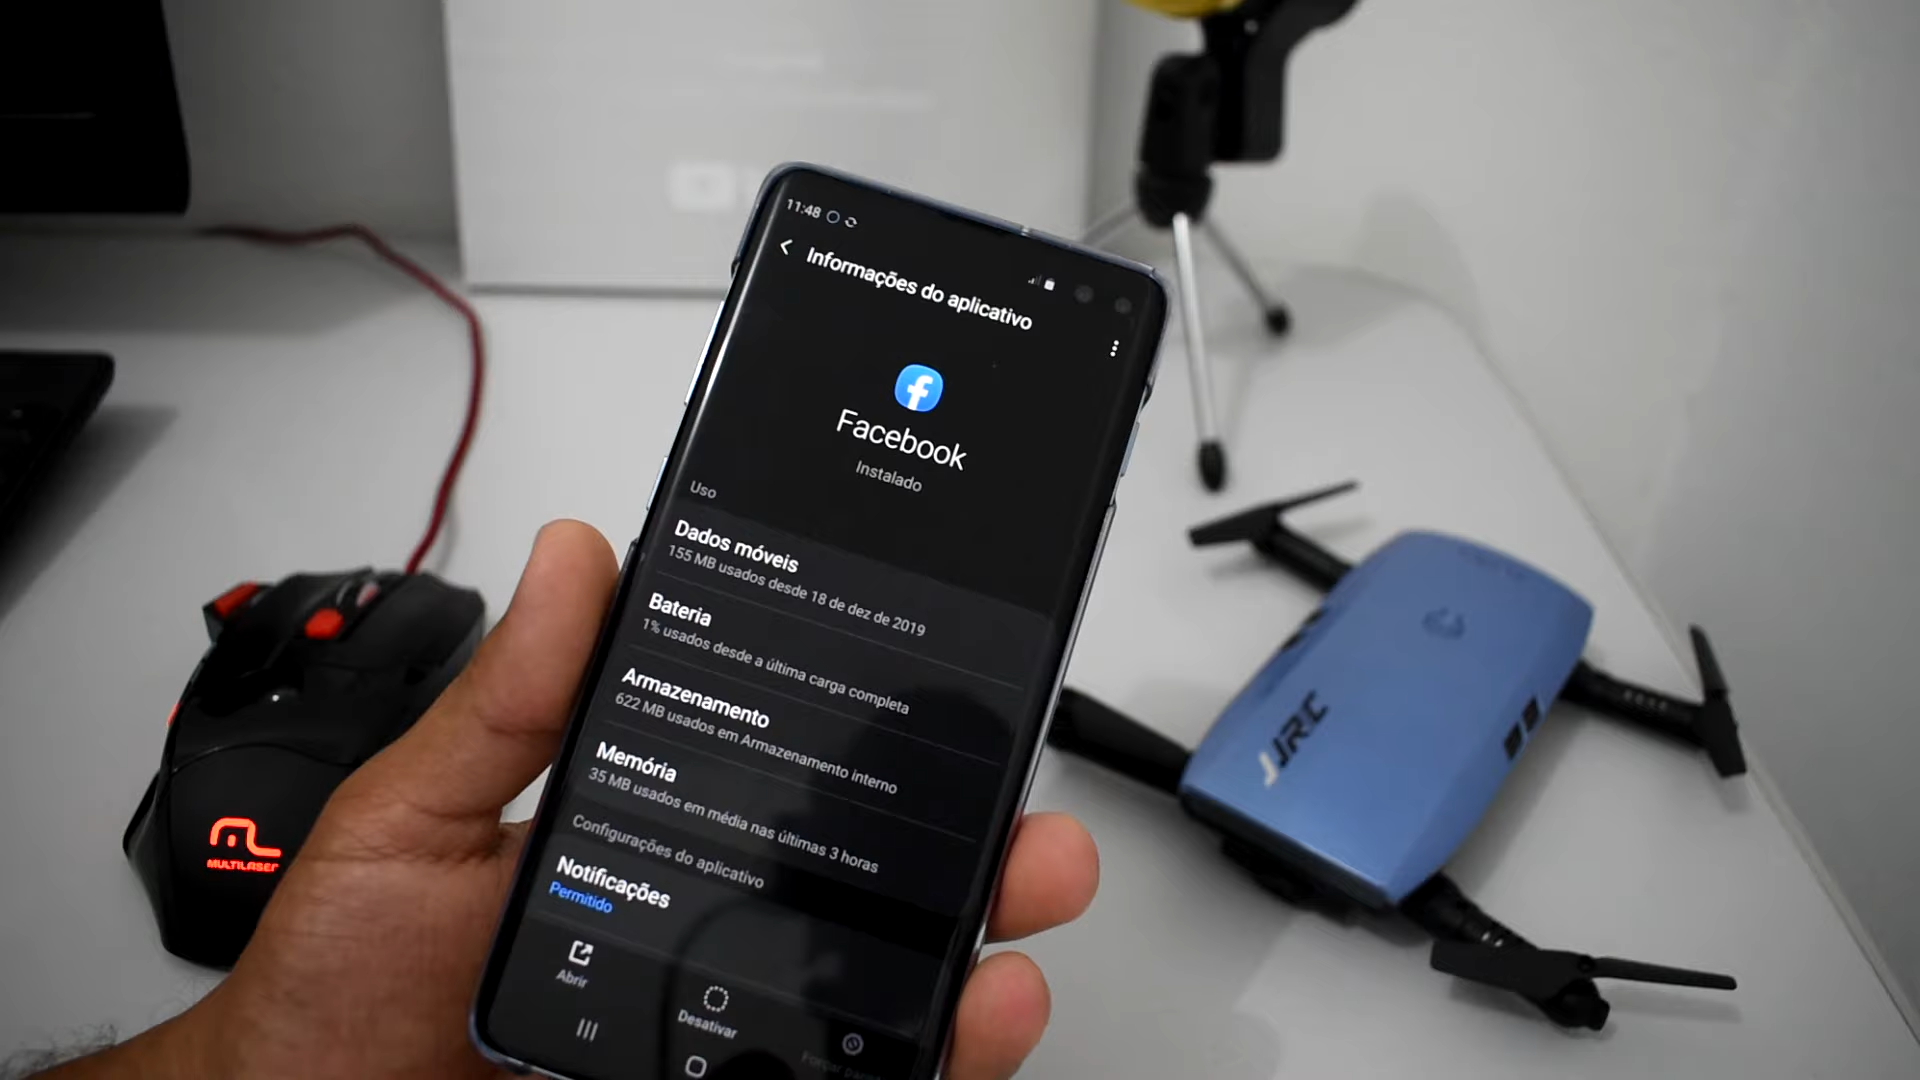 11:48
Informações do aplicativo
Facebook
Instalado
Uso
Dados móveis
155 MB usados desde 18 de dez de 2019
Bateria
1% usados desde a última carga completa
Armazenamento
622 MB usados em Armazenamento interno
Memória
35 MB usados em média nas últimas 3 horas
Configurações do aplicativo
Notificações
Permitido
Abrir
Desativar
MULTILASER
JJRC